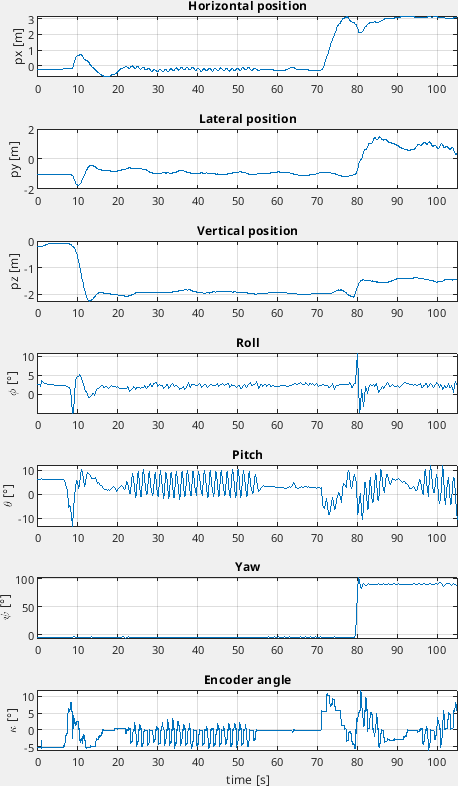 Horizontal position
px [m]
3
2
1
0
0 10 20 30 40 50 60 70 80 90 100
Lateral position
py [m]
2
0
-2
0 10 20 30 40 50 60 70 80 90 100
Vertical position
pz [m]
0
-1
-2
0 10 20 30 40 50 60 70 80 90 100
Roll
ϕ [°]
10
5
0
0 10 20 30 40 50 60 70 80 90 100
Pitch
θ [°]
10
0
-10
0 10 20 30 40 50 60 70 80 90 100
Yaw
ψ [°]
100
50
0
0 10 20 30 40 50 60 70 80 90 100
Encoder angle
κ [°]
10
5
0
-5
0 10 20 30 40 50 60 70 80 90 100
time [s]